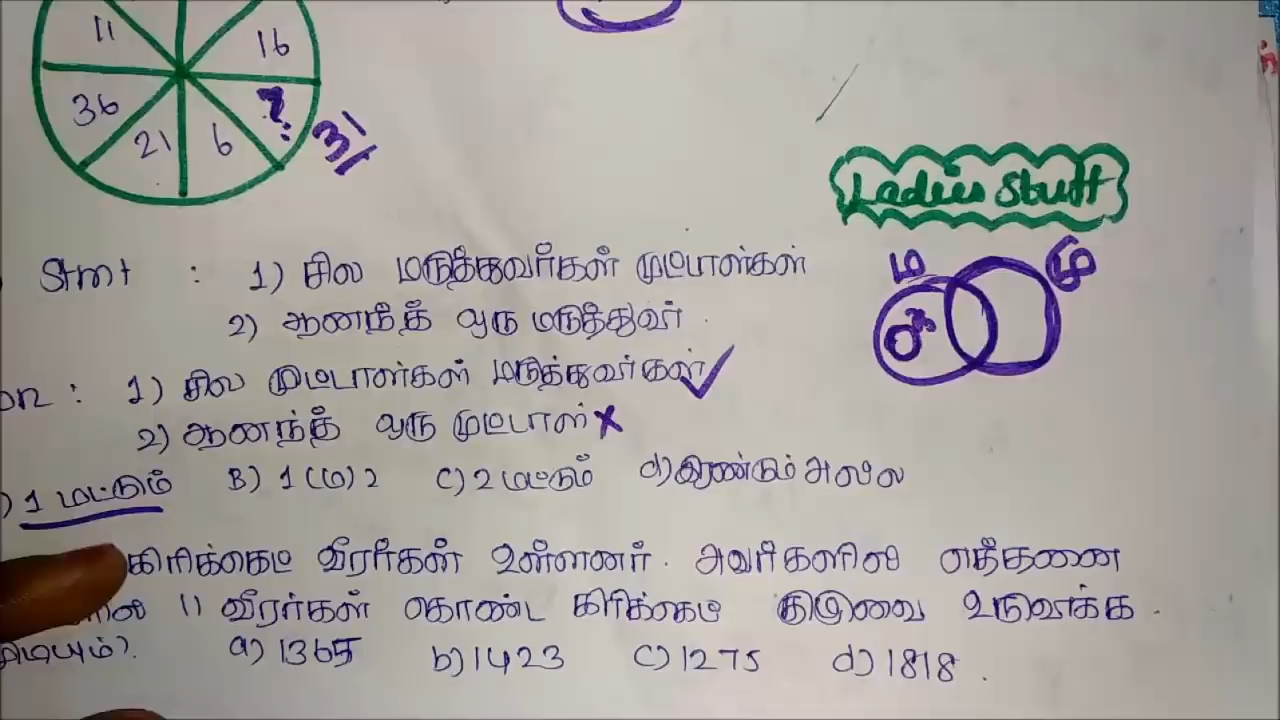 11
16
36
?
21
6
31
Ladies Stuff
Stmt : 1) சில மருத்துவர்கள் முட்டாள்கள்
ம மு
2) ஆனந்த் ஒரு மருத்துவர்.
1) சில முட்டாள்கள் மருத்துவர்கள் ✓
2) ஆனந்த் ஒரு முட்டாள் ×
) 1 மட்டும் B) 1 (ம) 2 c) 2 மட்டும் d) இரண்டும் அல்ல
கிரிக்கெட் வீரர்கள் உள்ளனர். அவர்களில் எத்தனை
11 வீரர்கள் கொண்ட கிரிக்கெட் குழுவை உருவாக்க
முடியும்? a) 1365 b) 1423 c) 1275 d) 1818.